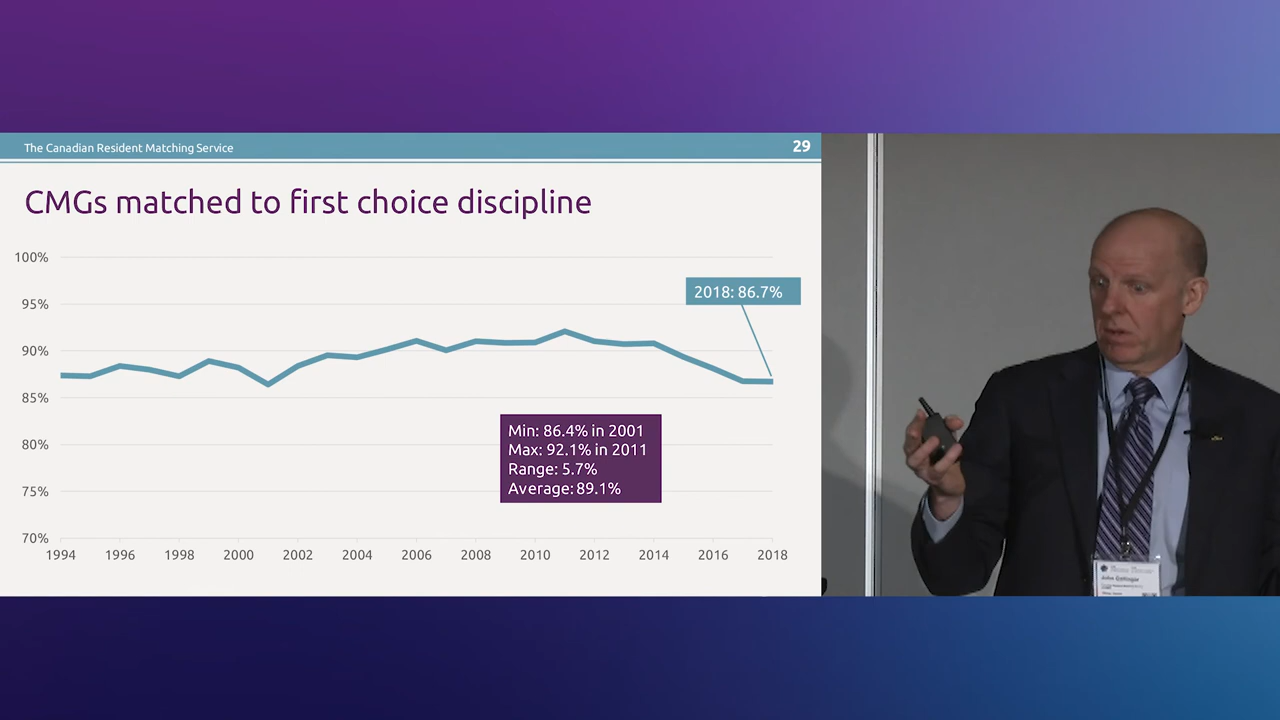 The Canadian Resident Matching Service
29
CMGs matched to first choice discipline
100%
95%
90%
85%
80%
75%
70%
2018: 86.7%
Min: 86.4% in 2001
Max: 92.1% in 2011
Range: 5.7%
Average: 89.1%
1994 1996 1998 2000 2002 2004 2006 2008 2010 2012 2014 2016 2018
John